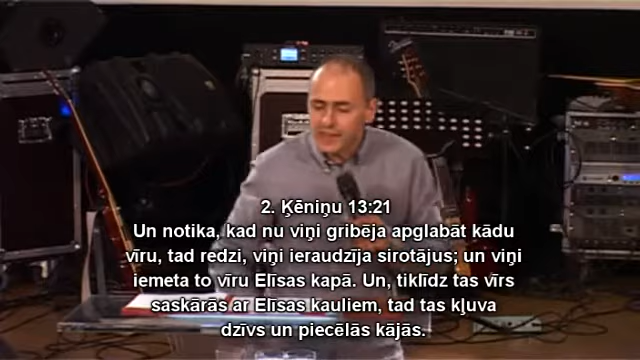 2. Ķēniņu 13:21
Un notika, kad nu viņi gribēja apglabāt kādu
vīru, tad redzi, viņi ieraudzīja sirotājus; un viņi
iemeta to vīru Elīsas kapā. Un, tiklīdz tas vīrs
saskārās ar Elīsas kauliem, tad tas kļuva
dzīvs un piecēlās kājās.